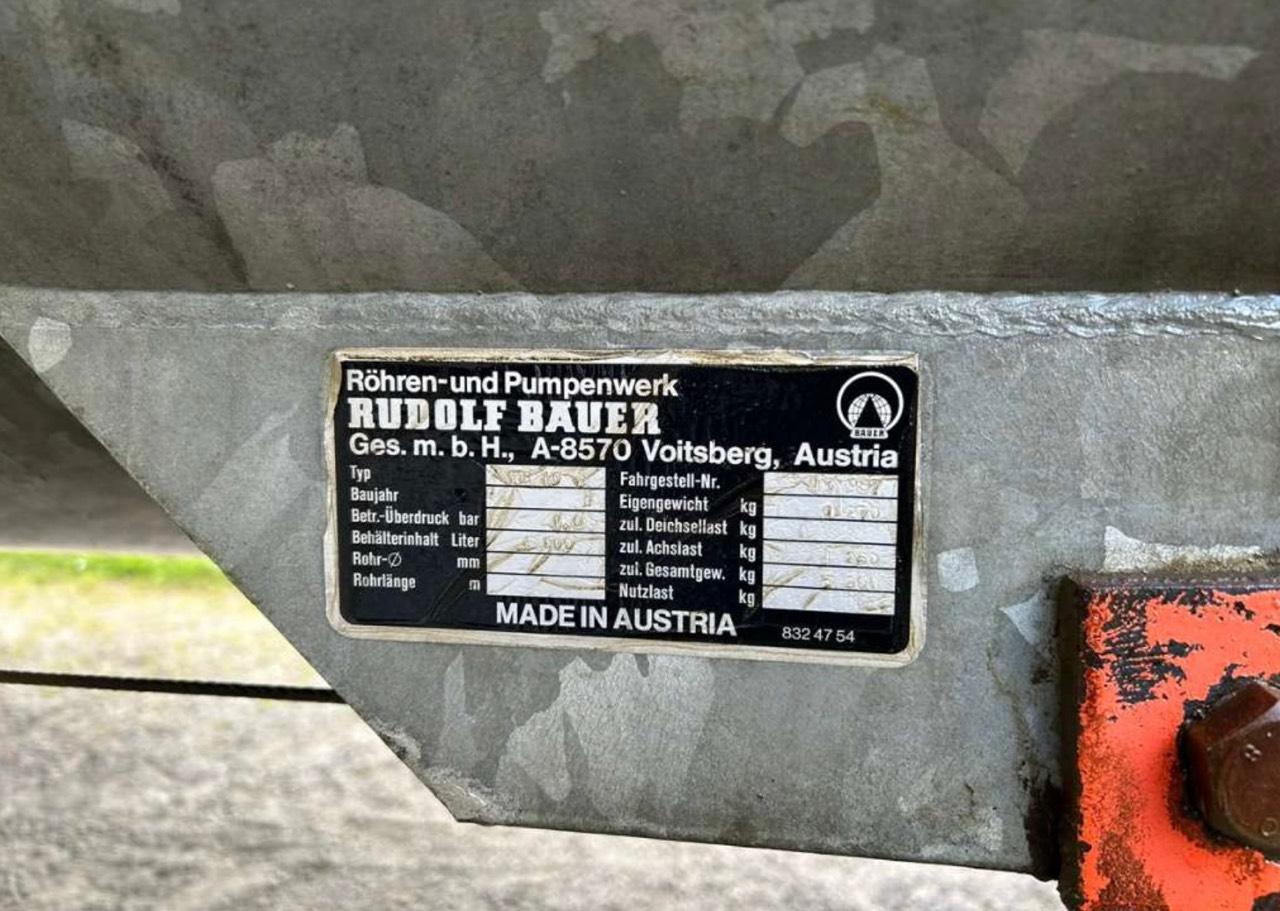 Röhren-und Pumpenwerk
RUDOLF BAUER
BAUER
Ges. m. b. H., A-8570 Voitsberg, Austria
Typ
Baujahr
Betr.-Überdruck bar
Behälterinhalt Liter
Rohr-Ø mm
Rohrlänge m
Fahrgestell-Nr.
Eigengewicht kg
zul. Deichsellast kg
zul. Achslast kg
zul. Gesamtgew. kg
Nutzlast kg
MADE IN AUSTRIA
832 47 54
8